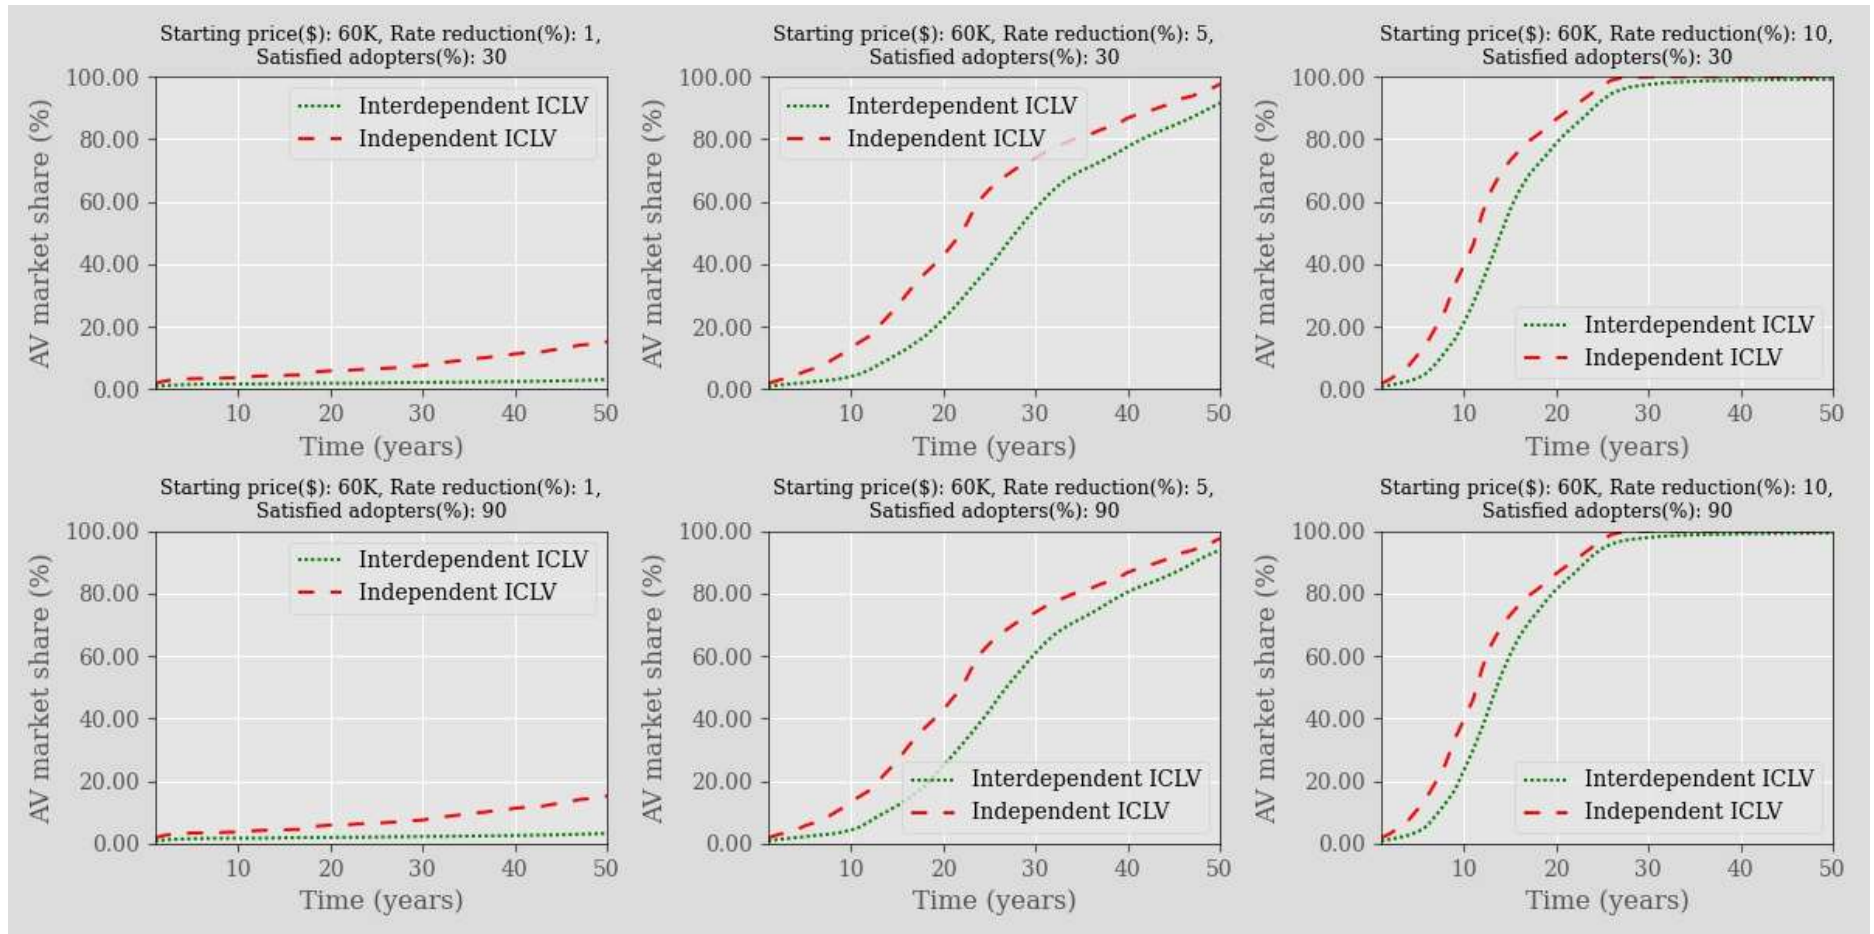 Starting price($): 60K, Rate reduction(%): 1,
Satisfied adopters(%): 30
100.00
80.00
60.00
40.00
20.00
0.00
AV market share (%)
Interdependent ICLV
Independent ICLV
10 20 30 40 50
Time (years)
Starting price($): 60K, Rate reduction(%): 5,
Satisfied adopters(%): 30
100.00
80.00
60.00
40.00
20.00
0.00
AV market share (%)
Interdependent ICLV
Independent ICLV
10 20 30 40 50
Time (years)
Starting price($): 60K, Rate reduction(%): 10,
Satisfied adopters(%): 30
100.00
80.00
60.00
40.00
20.00
0.00
AV market share (%)
Interdependent ICLV
Independent ICLV
10 20 30 40 50
Time (years)
Starting price($): 60K, Rate reduction(%): 1,
Satisfied adopters(%): 90
100.00
80.00
60.00
40.00
20.00
0.00
AV market share (%)
Interdependent ICLV
Independent ICLV
10 20 30 40 50
Time (years)
Starting price($): 60K, Rate reduction(%): 5,
Satisfied adopters(%): 90
100.00
80.00
60.00
40.00
20.00
0.00
AV market share (%)
Interdependent ICLV
Independent ICLV
10 20 30 40 50
Time (years)
Starting price($): 60K, Rate reduction(%): 10,
Satisfied adopters(%): 90
100.00
80.00
60.00
40.00
20.00
0.00
AV market share (%)
Interdependent ICLV
Independent ICLV
10 20 30 40 50
Time (years)